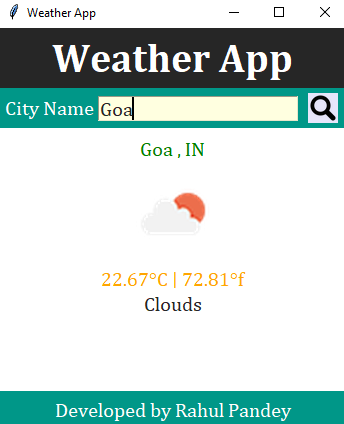 Weather App
Weather App
City Name Goa
Goa , IN
22.67°C | 72.81°f
Clouds
Developed by Rahul Pandey